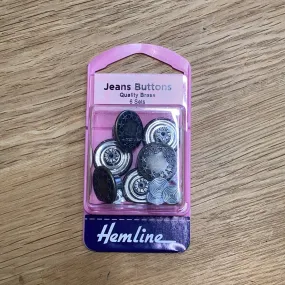 Jeans Buttons
Quality Brass
6 Sets
Hemline